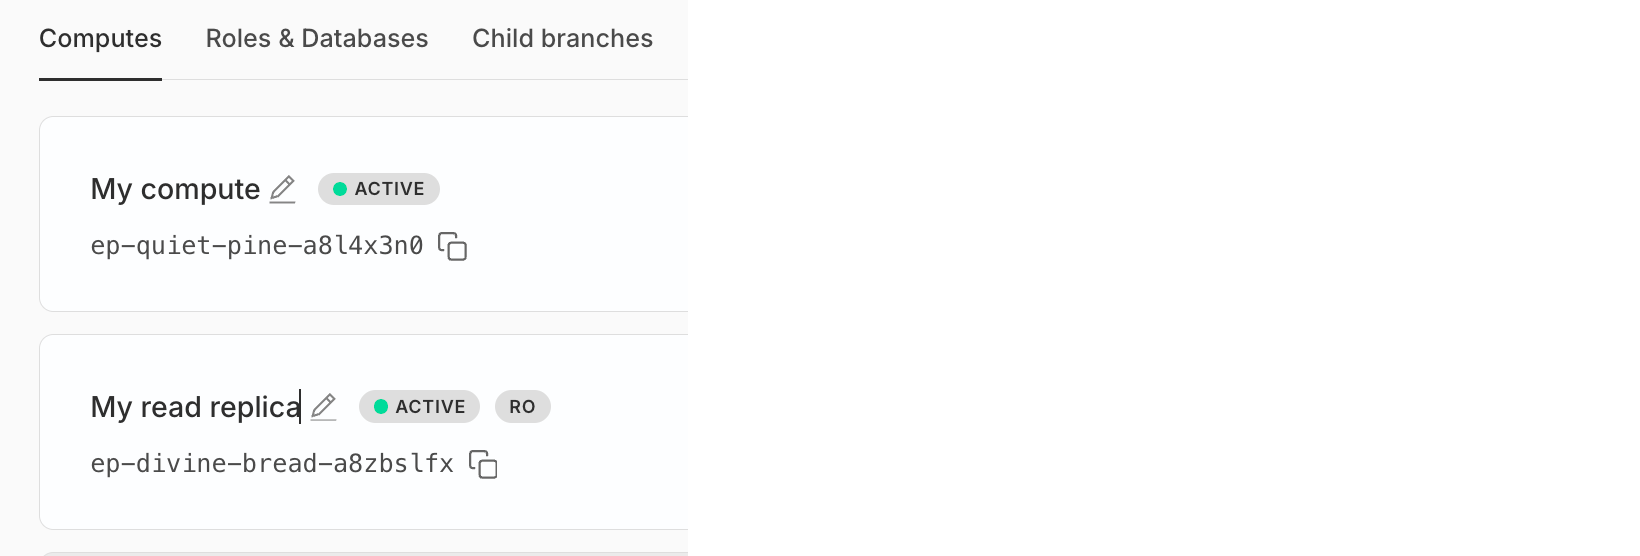 Computes Roles & Databases Child branches
My compute ACTIVE
ep-quiet-pine-a8l4x3n0
My read replica ACTIVE RO
ep-divine-bread-a8zbslfx